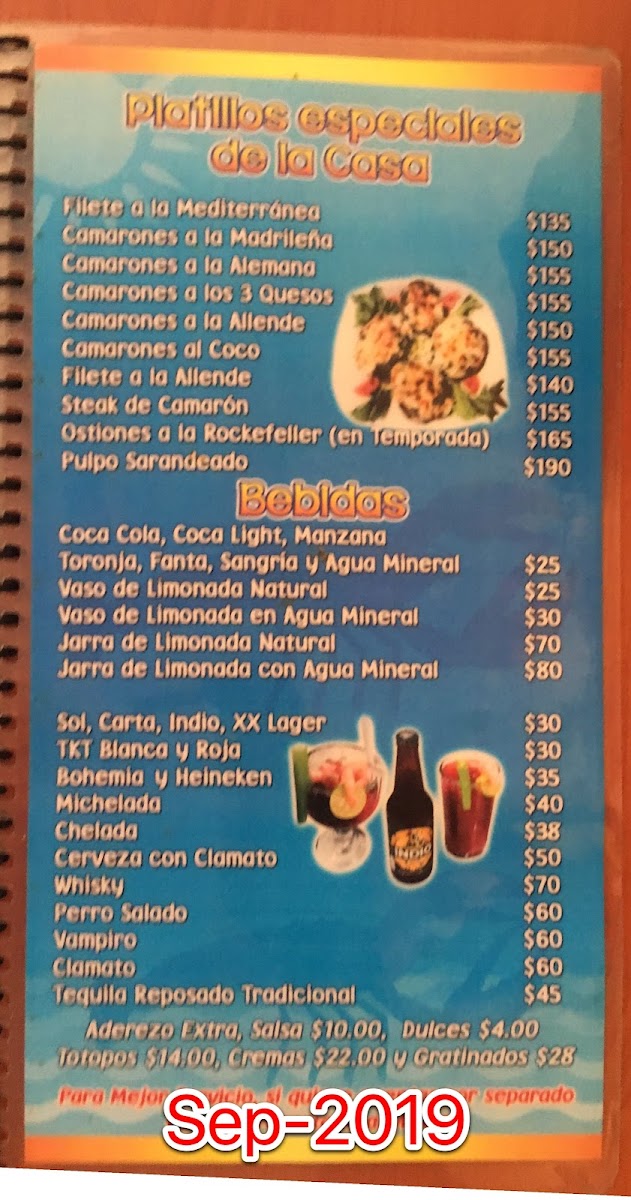 Platillos especiales
de la Casa
Filete a la Mediterránea $135
Camarones a la Madrileña $150
Camarones a la Alemana $155
Camarones a los 3 Quesos $155
Camarones a la Allende $150
Camarones al Coco $155
Filete a la Allende $140
Steak de Camarón $155
Ostiones a la Rockefeller (en Temporada) $165
Pulpo Sarandeado $190
Bebidas
Coca Cola, Coca Light, Manzana
Toronja, Fanta, Sangría y Agua Mineral $25
Vaso de Limonada Natural $25
Vaso de Limonada en Agua Mineral $30
Jarra de Limonada Natural $70
Jarra de Limonada con Agua Mineral $80
Sol, Carta, Indio, XX Lager $30
TKT Blanca y Roja $30
Bohemia y Heineken $35
Michelada $40
Chelada $38
Cerveza con Clamato $50
INDIO
Whisky $70
Perro Salado $60
Vampiro $60
Clamato $60
Tequila Reposado Tradicional $45
Aderezo Extra, Salsa $10.00, Dulces $4.00
Totopos $14.00, Cremas $22.00 y Gratinados $28
Para Mejor si separado
Sep-2019